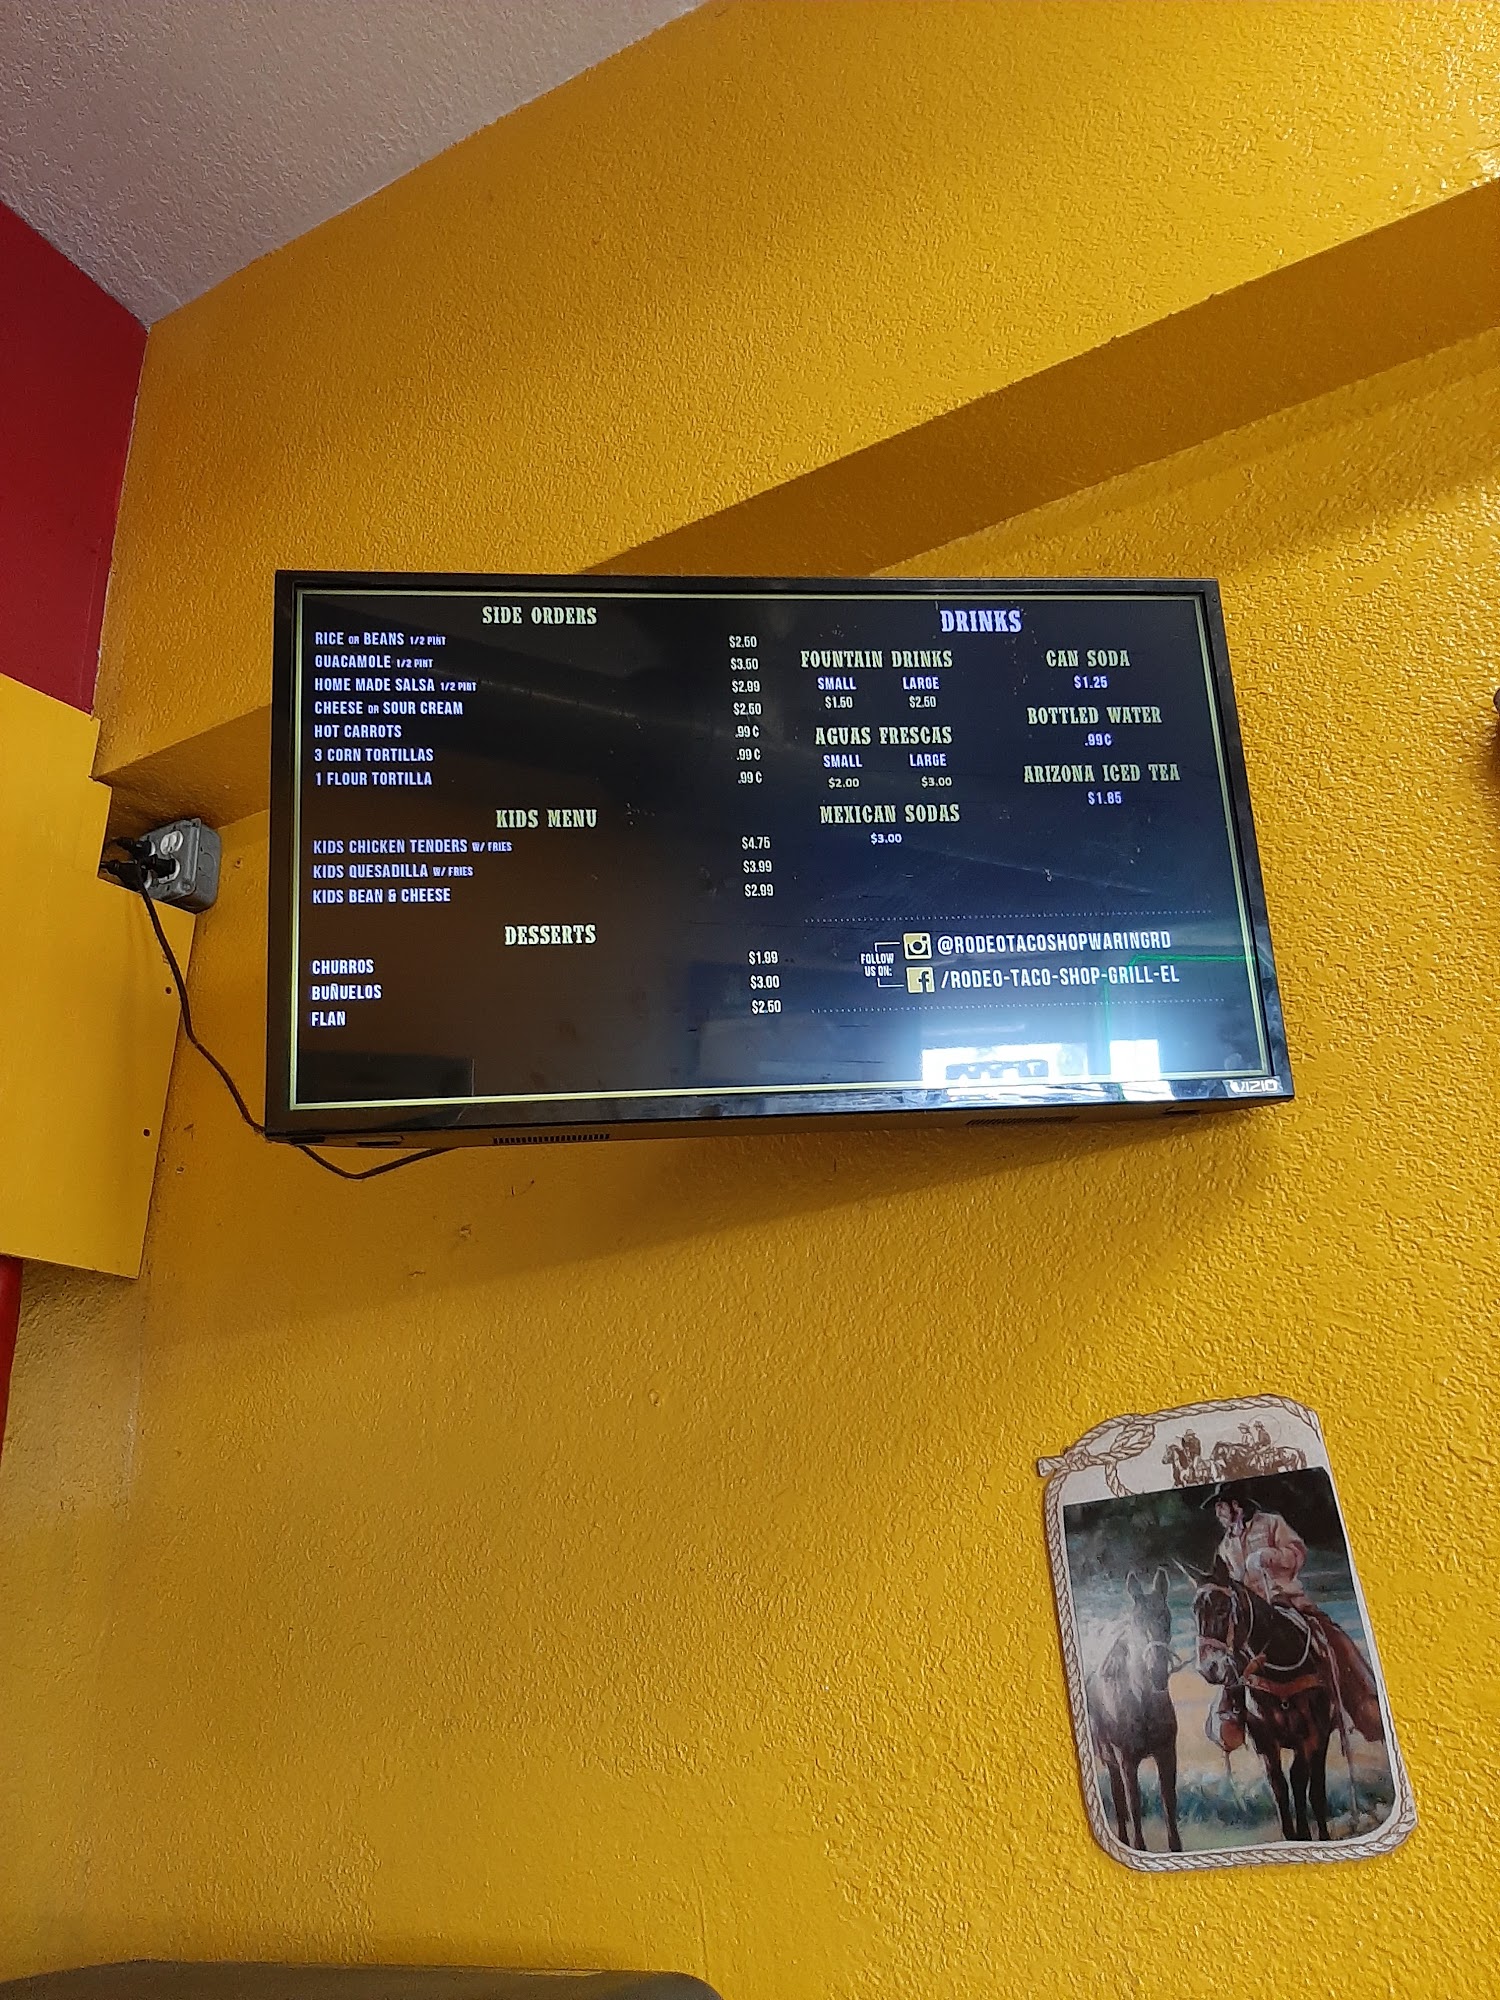 SIDE ORDERS
RICE OR BEANS 1/2 PINT $2.50
GUACAMOLE 1/2 PINT $3.50
HOME MADE SALSA 1/2 PINT $2.99
CHEESE OR SOUR CREAM $2.50
HOT CARROTS .99¢
3 CORN TORTILLAS .99¢
1 FLOUR TORTILLA .99¢
KIDS MENU
KIDS CHICKEN TENDERS W/ FRIES $4.75
KIDS QUESADILLA W/ FRIES $3.99
KIDS BEAN & CHEESE $2.99
DESSERTS
CHURROS $1.99
BUÑUELOS $3.00
FLAN $2.50
DRINKS
FOUNTAIN DRINKS
SMALL LARGE
$1.50 $2.50
AGUAS FRESCAS
SMALL LARGE
$2.00 $3.00
MEXICAN SODAS
$3.00
CAN SODA
$1.25
BOTTLED WATER
.99¢
ARIZONA ICED TEA
$1.85
FOLLOW
US ON:
@RODEOTACOSHOPWARINGRD
/RODEO-TACO-SHOP-GRILL-EL
VIZIO